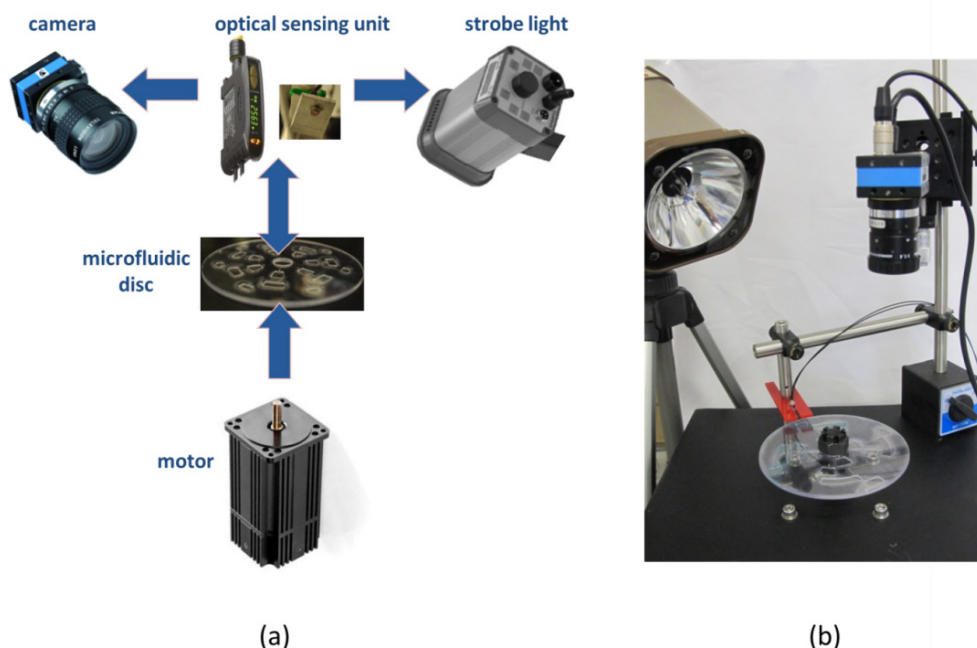 camera
optical sensing unit
strobe light
microfluidic
disc
motor
(a)
(b)